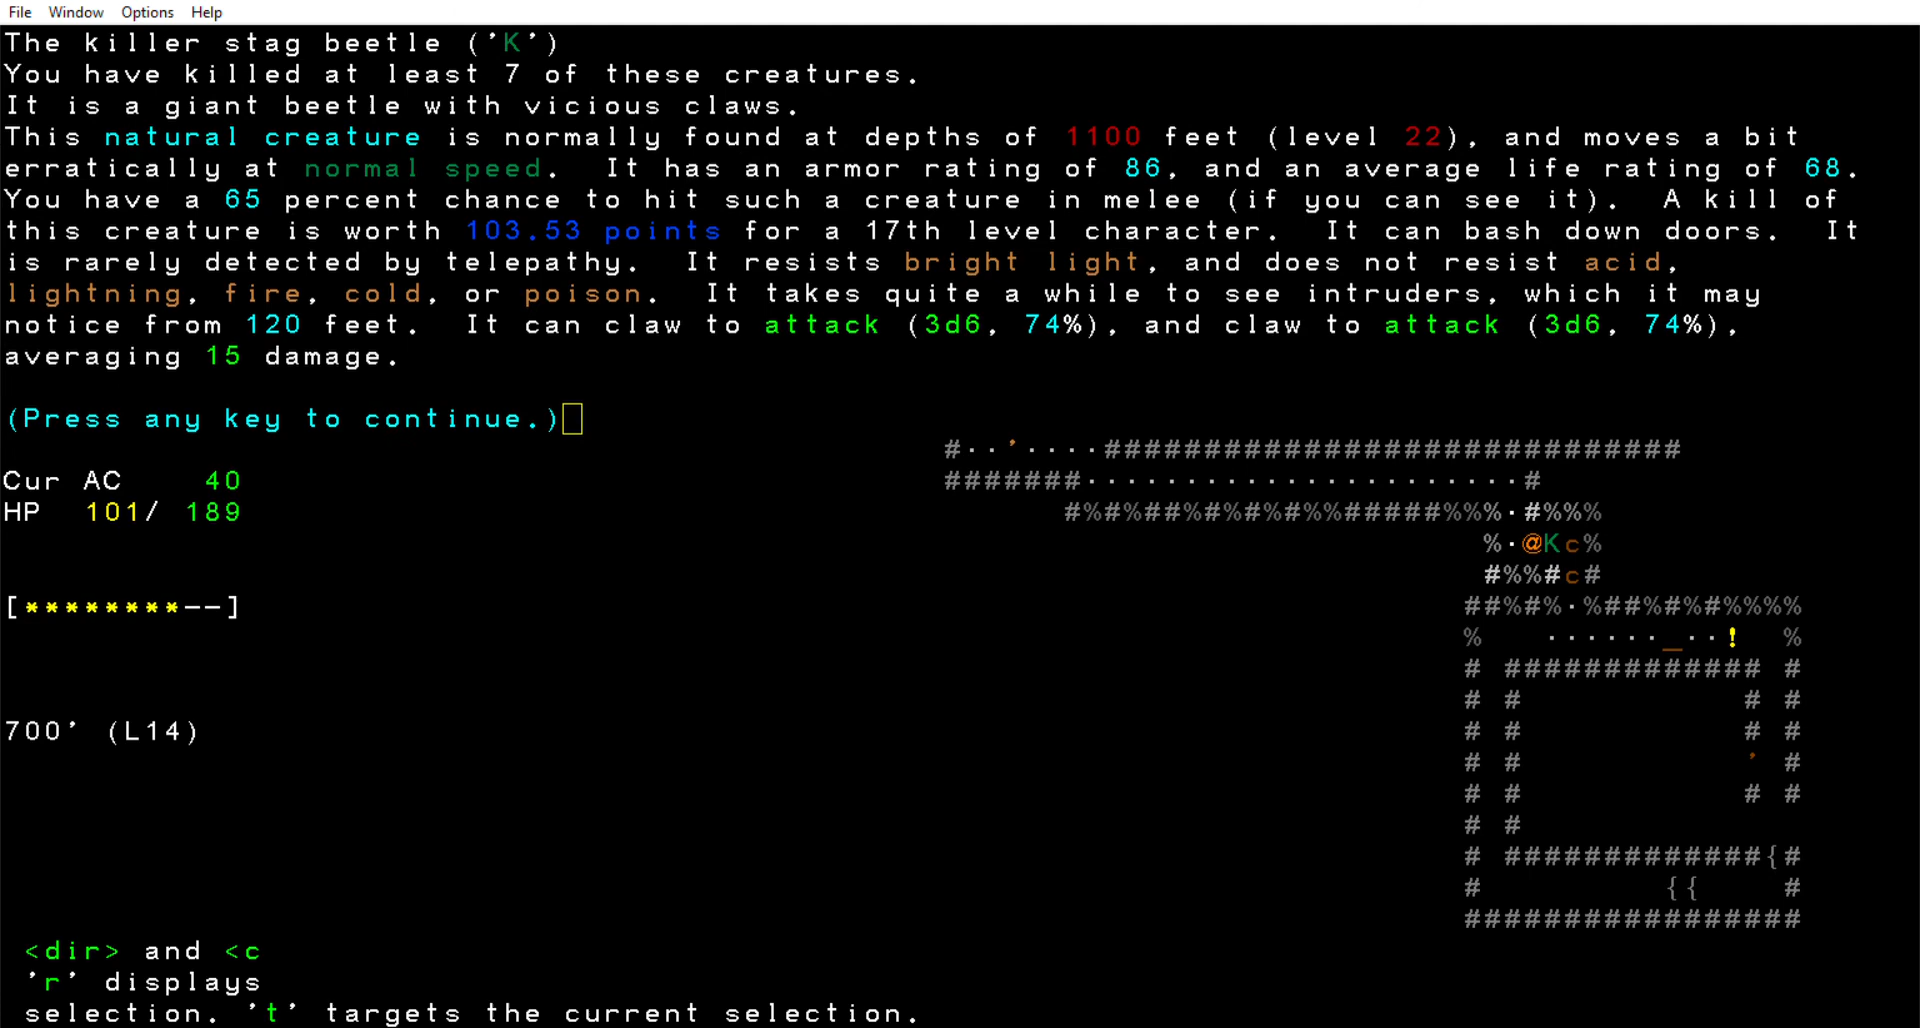 File Window Options Help
The killer stag beetle ('K')
You have killed at least 7 of these creatures.
It is a giant beetle with vicious claws.
This natural creature is normally found at depths of 1100 feet (level 22), and moves a bit
erratically at normal speed. It has an armor rating of 86, and an average life rating of 68.
You have a 65 percent chance to hit such a creature in melee (if you can see it). A kill of
this creature is worth 103.53 points for a 17th level character. It can bash down doors. It
is rarely detected by telepathy. It resists bright light, and does not resist acid,
lightning, fire, cold, or poison. It takes quite a while to see intruders, which it may
notice from 120 feet. It can claw to attack (3d6, 74%), and claw to attack (3d6, 74%),
averaging 15 damage.
(Press any key to continue.)
#..'....#############################
Cur AC 40 #######......................#
HP 101/ 189 #%#%##%#%#%#%%#####%%%.#%%%
%.@Kc%
#%%#c#
[********--] ##%#%.%##%#%#%%%%
% ......_..! %
# ############# #
# # # #
700' (L14) # # # #
# # ' #
# # # #
# #
# #############{#
# {{ #
#################
<dir> and <c
'r' displays
selection. 't' targets the current selection.